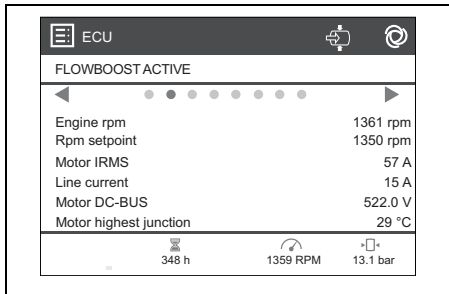 ECU
FLOWBOOST ACTIVE
Engine rpm 1361 rpm
Rpm setpoint 1350 rpm
Motor IRMS 57 A
Line current 15 A
Motor DC-BUS 522.0 V
Motor highest junction 29 °C
348 h 1359 RPM 13.1 bar